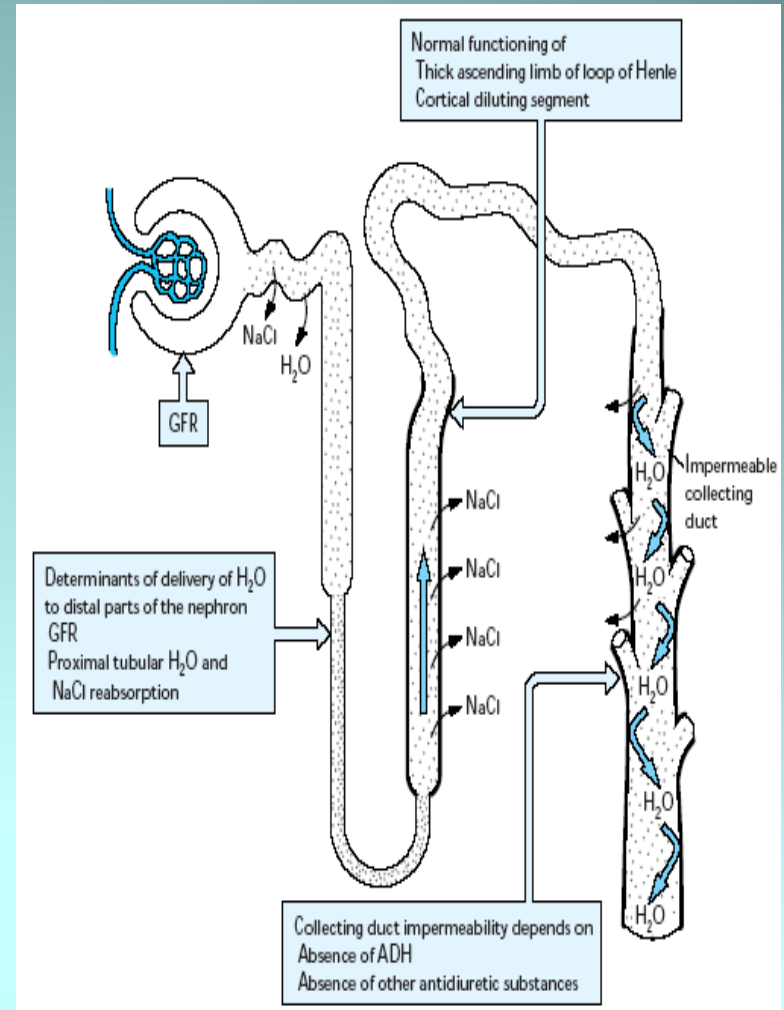 Normal functioning of
Thick ascending limb of loop of Henle
Cortical diluting segment
NaCl
H₂O
GFR
Determinants of delivery of H₂O
to distal parts of the nephron
GFR
Proximal tubular H₂O and
NaCl reabsorption
NaCl
NaCl
NaCl
NaCl
H₂O
Impermeable
collecting
duct
H₂O
H₂O
H₂O
H₂O
Collecting duct impermeability depends on
Absence of ADH
Absence of other antidiuretic substances